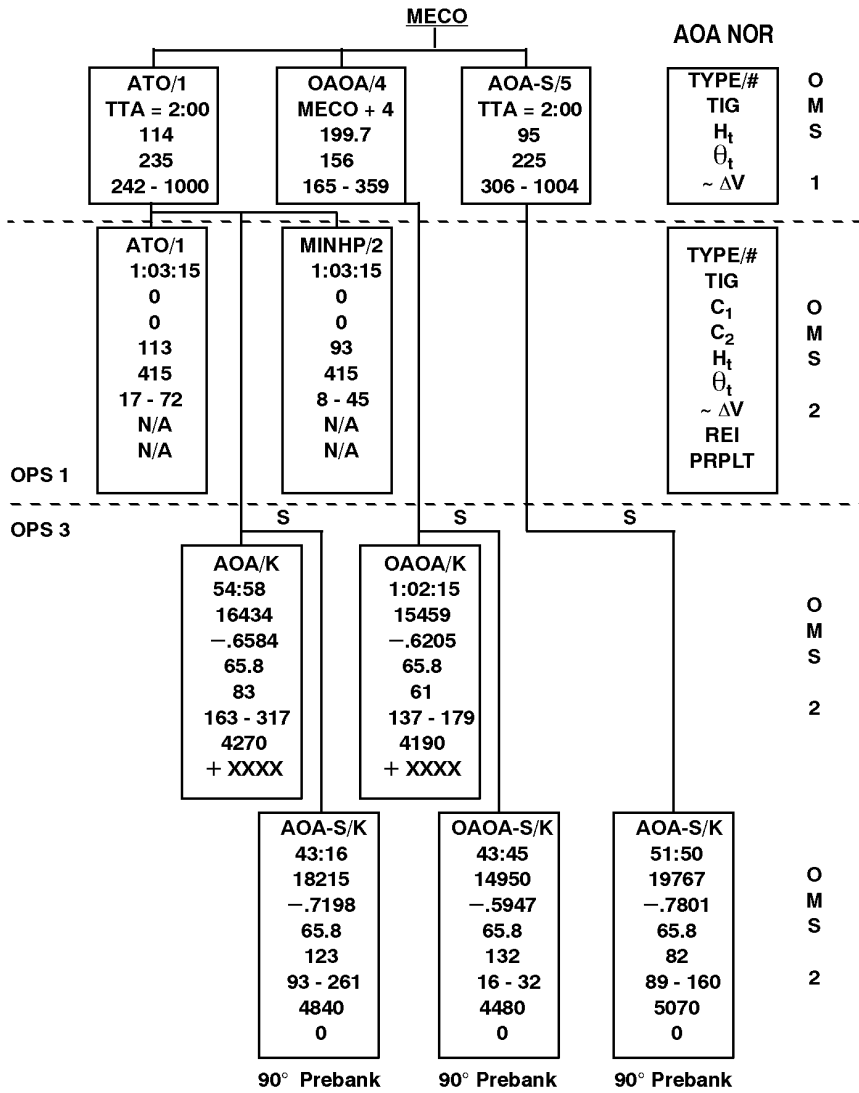 MECO
AOA NOR
ATO/1
TTA = 2:00
114
235
242 - 1000
OAOA/4
MECO + 4
199.7
156
165 - 359
AOA-S/5
TTA = 2:00
95
225
306 - 1004
TYPE/#
TIG
Ht
θt
~ ΔV
O
M
S
1
ATO/1
1:03:15
0
0
113
415
17 - 72
N/A
N/A
MINHP/2
1:03:15
0
0
93
415
8 - 45
N/A
N/A
TYPE/#
TIG
C1
C2
Ht
θt
~ ΔV
REI
PRPLT
O
M
S
2
OPS 1
OPS 3
S
S
S
AOA/K
54:58
16434
−.6584
65.8
83
163 - 317
4270
+ XXXX
OAOA/K
1:02:15
15459
−.6205
65.8
61
137 - 179
4190
+ XXXX
O
M
S
2
AOA-S/K
43:16
18215
−.7198
65.8
123
93 - 261
4840
0
90° Prebank
OAOA-S/K
43:45
14950
−.5947
65.8
132
16 - 32
4480
0
90° Prebank
AOA-S/K
51:50
19767
−.7801
65.8
82
89 - 160
5070
0
90° Prebank
O
M
S
2